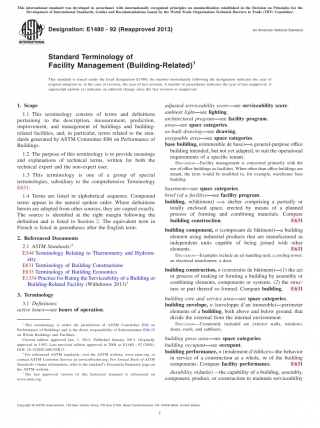 This international standard was developed in accordance with internationally recognized principles on standardization established in the Decision on Principles for the
Development of International Standards, Guides and Recommendations issued by the World Trade Organization Technical Barriers to Trade (TBT) Committee.
Designation: E1480 − 92 (Reapproved 2013)
An American National Standard
Standard Terminology of
Facility Management (Building-Related)1
This standard is issued under the fixed designation E1480; the number immediately following the designation indicates the year of
original adoption or, in the case of revision, the year of last revision. A number in parentheses indicates the year of last reapproval. A
superscript epsilon (´) indicates an editorial change since the last revision or reapproval.
1. Scope
1.1 This terminology consists of terms and definitions
pertaining to the description, measurement, prediction,
improvement, and management of buildings and building-
related facilities, and, in particular, terms related to the stan-
dards generated by ASTM Committee E06 on Performance of
Buildings.
1.2 The purpose of this terminology is to provide meanings
and explanations of technical terms, written for both the
technical expert and the non-expert user.
1.3 This terminology is one of a group of special
terminologies, subsidiary to the comprehensive Terminology
E631.
1.4 Terms are listed in alphabetical sequence. Compound
terms appear in the natural spoken order. Where definitions
herein are adopted from other sources, they are copied exactly.
The source is identified at the right margin following the
definition and is listed in Section 2. The equivalent term in
French is listed in parentheses after the English term.
2. Referenced Documents
2.1 ASTM Standards:2
E344 Terminology Relating to Thermometry and Hydrom-
etry
E631 Terminology of Building Constructions
E833 Terminology of Building Economics
E1334 Practice for Rating the Serviceability of a Building or
Building-Related Facility (Withdrawn 2013)3
3. Terminology
3.1 Definitions:
active hours—see hours of operation.
1 This terminology is under the jurisdiction of ASTM Committee E06 on
Performance of Buildings and is the direct responsibility of Subcommittee E06.25
on Whole Buildings and Facilities.
Current edition approved Jan. 1, 2013. Published January 2013. Originally
approved in 1992. Last previous edition approved in 2004 as E1480 – 92 (2004).
2 For referenced ASTM standards, visit the ASTM website, www.astm.org, or
contact ASTM Customer Service at service@astm.org. For Annual Book of ASTM
Standards volume information, refer to the standard's Document Summary page on
the ASTM website.
3 The last approved version of this historical standard is referenced on
www.astm.org.
adjusted serviceability score—see serviceability score.
ambient light—see lighting.
architectural program—see facility program.
area—see space categories.
as-built drawing—see drawing.
assignable area—see space categories.
base building, n(immeuble de base)—a general-purpose office
building intended, but not yet adapted, to suit the operational
requirements of a specific tenant.
DISCUSSION—Facility management is concerned primarily with the
use of office buildings as facilities. When other than office buildings are
meant, the term would be modified to, for example, warehouse base
building.
basement—see space categories.
brief of (a facility)—see facility program.
building, n(bâtiment)—a shelter comprising a partially or
totally enclosed space, erected by means of a planned
process of forming and combining materials. Compare
building construction. E631
building component, n (composant de bâtiment)—a building
element using industrial products that are manufactured as
independent units capable of being joined with other
elements. E631
DISCUSSION—Examples include an air handling unit, a cooling tower,
an electrical transformer, a door.
building construction, n (construire de bâtiment)—(1) the act
or process of making or forming a building by assembling or
combining elements, components or systems. (2) the struc-
ture or part thereof so formed. Compare building. E631
building core and service area—see space categories.
building envelope, n (enveloppe d'un immeuble)—perimeter
elements of a building, both above and below ground, that
divide the external from the internal environment.
DISCUSSION—Commonly included are exterior walls, windows,
doors, roofs, and subfloors.
building gross area—see space categories.
building occupant—see occupant.
building performance, n (rendement d'édifice)—the behavior
in service of a construction as a whole, or of the building
components. Compare facility performance. E631
durability, n(durée) —the capability of a building, assembly,
component, product, or construction to maintain serviceability
1